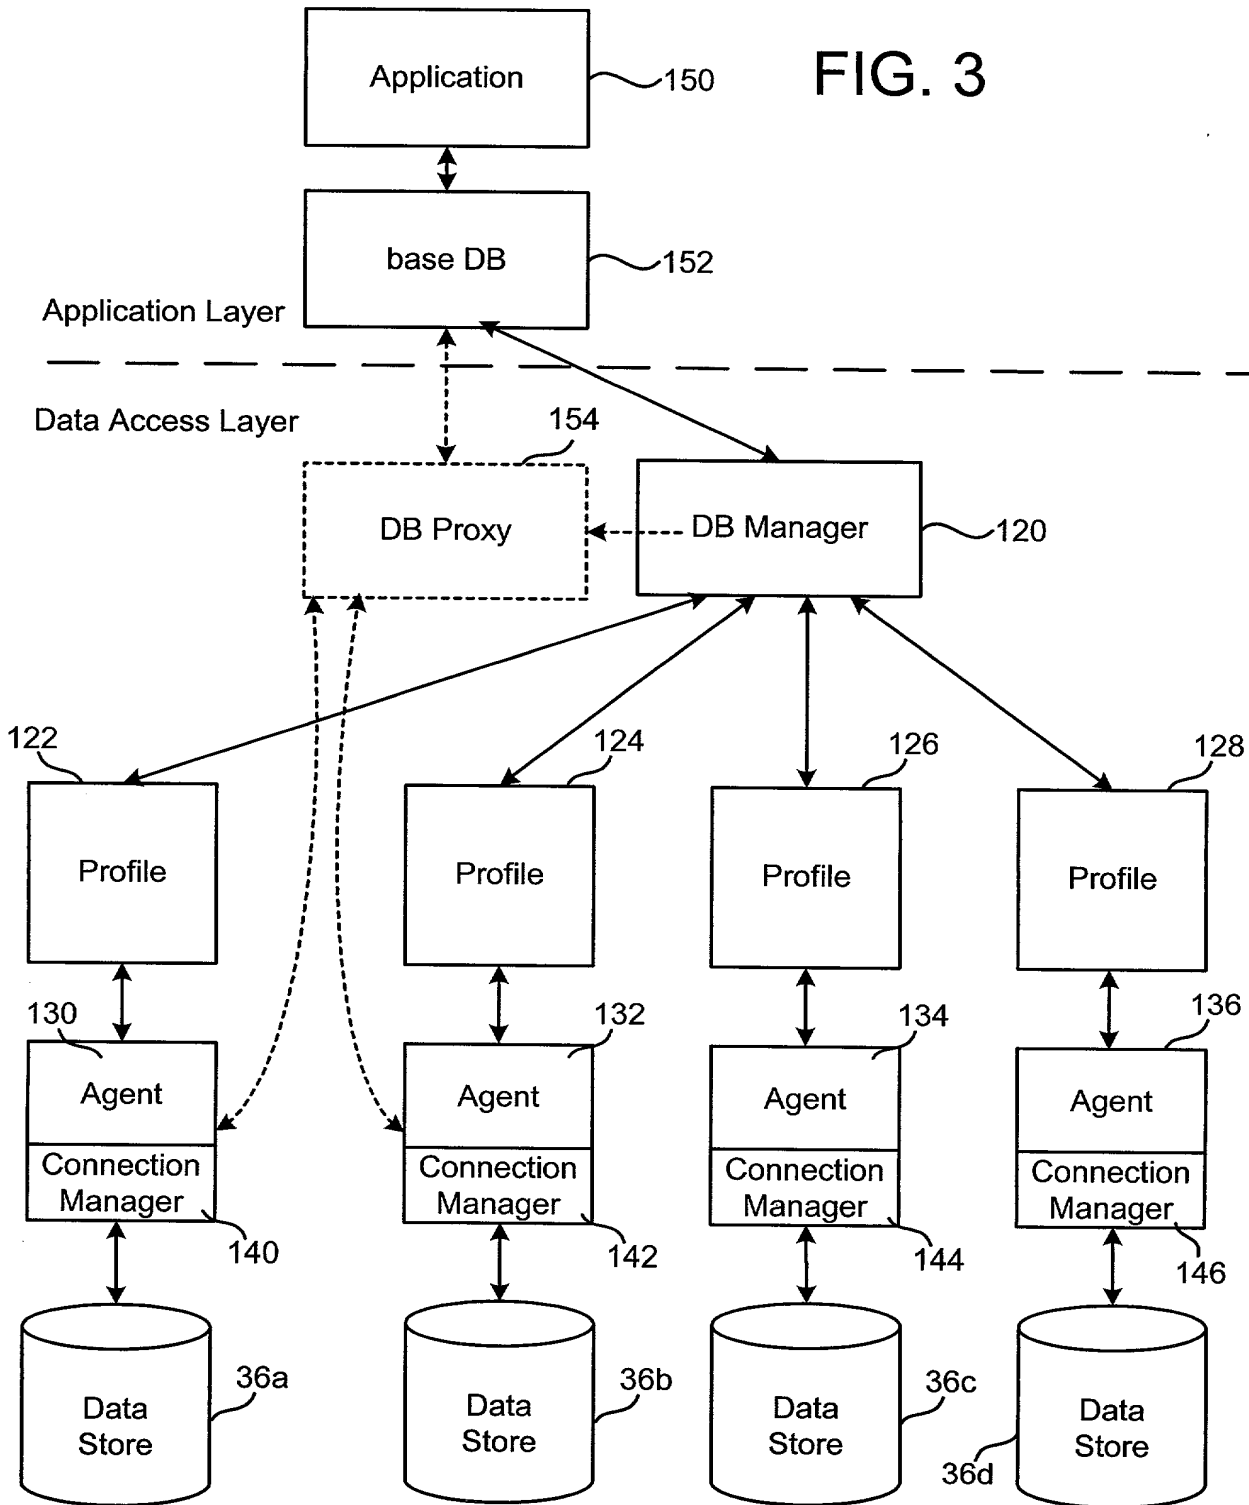 FIG. 3
Application
150
base DB
152
Application Layer
Data Access Layer
154
DB Proxy
DB Manager
120
122
124
126
128
Profile
Profile
Profile
Profile
130
132
134
136
Agent
Agent
Agent
Agent
Connection
Manager
Connection
Manager
Connection
Manager
Connection
Manager
140
142
144
146
36a
36b
36c
36d
Data
Store
Data
Store
Data
Store
Data
Store